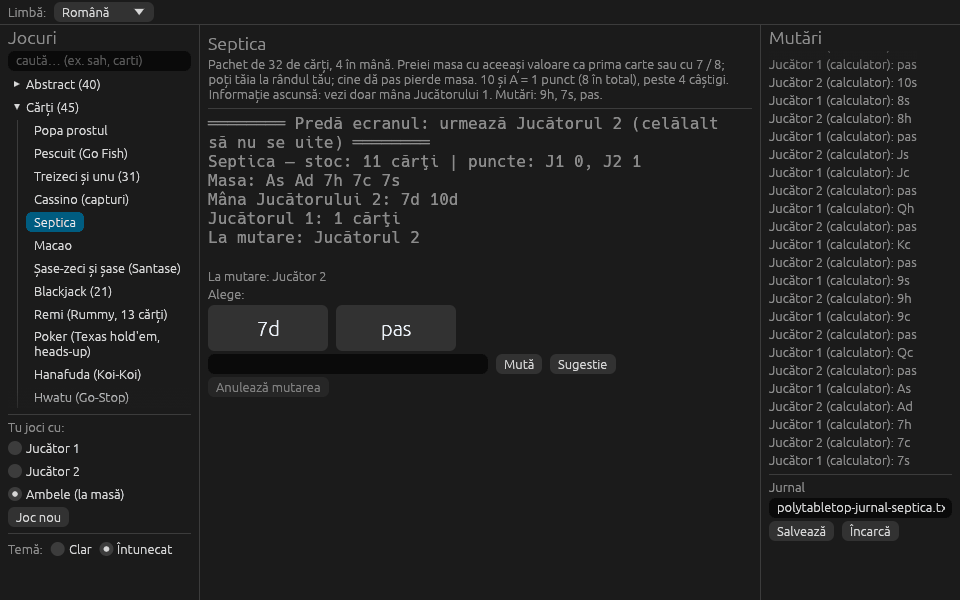 Limbă: Română
Jocuri
caută... (ex. sah, carti)
Abstract (40)
Cărți (45)
Popa prostul
Pescuit (Go Fish)
Treizeci și unu (31)
Cassino (capturi)
Septica
Macao
Șase-zeci și șase (Santase)
Blackjack (21)
Remi (Rummy, 13 cărți)
Poker (Texas hold'em,
heads-up)
Hanafuda (Koi-Koi)
Hwatu (Go-Stop)
Tu joci cu:
Jucător 1
Jucător 2
Ambele (la masă)
Joc nou
Temă: Clar Întunecat
Septica
Pachet de 32 de cărți, 4 în mână. Preiei masa cu aceeași valoare ca prima carte sau cu 7 / 8;
poți tăia la rândul tău; cine dă pas pierde masa. 10 și A = 1 punct (8 în total), peste 4 câștigi.
Informație ascunsă: vezi doar mâna Jucătorului 1. Mutări: 9h, 7s, pas.
════════ Predă ecranul: urmează Jucătorul 2 (celălalt
să nu se uite) ════════
Septica — stoc: 11 cărţi | puncte: J1 0, J2 1
Masa: As Ad 7h 7c 7s
Mâna Jucătorului 2: 7d 10d
Jucătorul 1: 1 cărţi
La mutare: Jucătorul 2
La mutare: Jucător 2
Alege:
7d pas
Mută Sugestie
Anulează mutarea
Mutări
Jucător 1 (calculator): pas
Jucător 2 (calculator): 10s
Jucător 1 (calculator): 8s
Jucător 2 (calculator): 8h
Jucător 1 (calculator): pas
Jucător 2 (calculator): Js
Jucător 1 (calculator): Jc
Jucător 2 (calculator): pas
Jucător 1 (calculator): Qh
Jucător 2 (calculator): pas
Jucător 1 (calculator): Kc
Jucător 2 (calculator): pas
Jucător 1 (calculator): 9s
Jucător 2 (calculator): 9h
Jucător 1 (calculator): 9c
Jucător 2 (calculator): pas
Jucător 1 (calculator): Qc
Jucător 2 (calculator): pas
Jucător 1 (calculator): As
Jucător 2 (calculator): Ad
Jucător 1 (calculator): 7h
Jucător 2 (calculator): 7c
Jucător 1 (calculator): 7s
Jurnal
polytabletop-jurnal-septica.tx
Salvează Încarcă